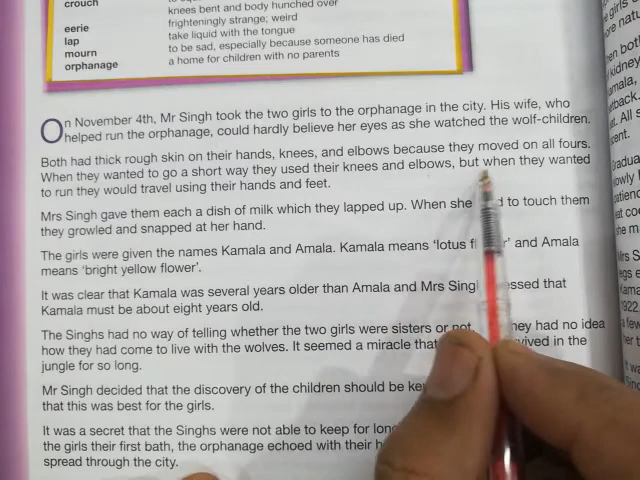 crouch
knees bent and body hunched over
eerie frighteningly strange; weird
lap take liquid with the tongue
mourn to be sad, especially because someone has died
orphanage a home for children with no parents
On November 4th, Mr Singh took the two girls to the orphanage in the city. His wife, who
helped run the orphanage, could hardly believe her eyes as she watched the wolf-children.
Both had thick rough skin on their hands, knees, and elbows because they moved on all fours.
When they wanted to go a short way they used their knees and elbows, but when they wanted
to run they would travel using their hands and feet.
Mrs Singh gave them each a dish of milk which they lapped up. When she to touch them
they growled and snapped at her hand.
The girls were given the names Kamala and Amala. Kamala means 'lotus and Amala
means 'bright yellow flower'.
It was clear that Kamala was several years older than Amala and Mrs Singh that
Kamala must be about eight years old.
The Singhs had no way of telling whether the two girls were sisters or not. They had no idea
how they had come to live with the wolves. It seemed a miracle that in the
jungle for so long.
Mr Singh decided that the discovery of the children should be
that this was best for the girls.
It was a secret that the Singhs were not able to keep for long
the girls their first bath, the orphanage echoed with their
spread through the city.